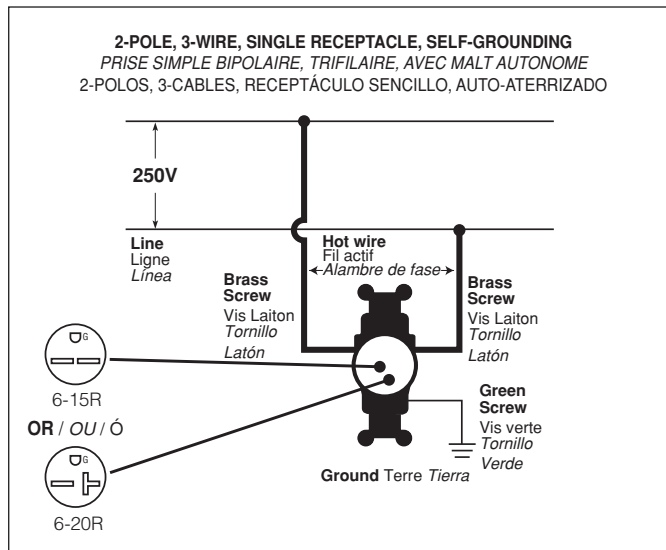 2-POLE, 3-WIRE, SINGLE RECEPTACLE, SELF-GROUNDING
PRISE SIMPLE BIPOLAIRE, TRIFILAIRE, AVEC MALT AUTONOME
2-POLOS, 3-CABLES, RECEPTÁCULO SENCILLO, AUTO-ATERRIZADO
250V
Line
Ligne
Línea
Hot wire
Fil actif
Alambre de fase
Brass
Screw
Vis Laiton
Tornillo
Latón
Brass
Screw
Vis Laiton
Tornillo
Latón
G
6-15R
OR / OU / Ó
G
6-20R
Green
Screw
Vis verte
Tornillo
Verde
Ground Terre Tierra